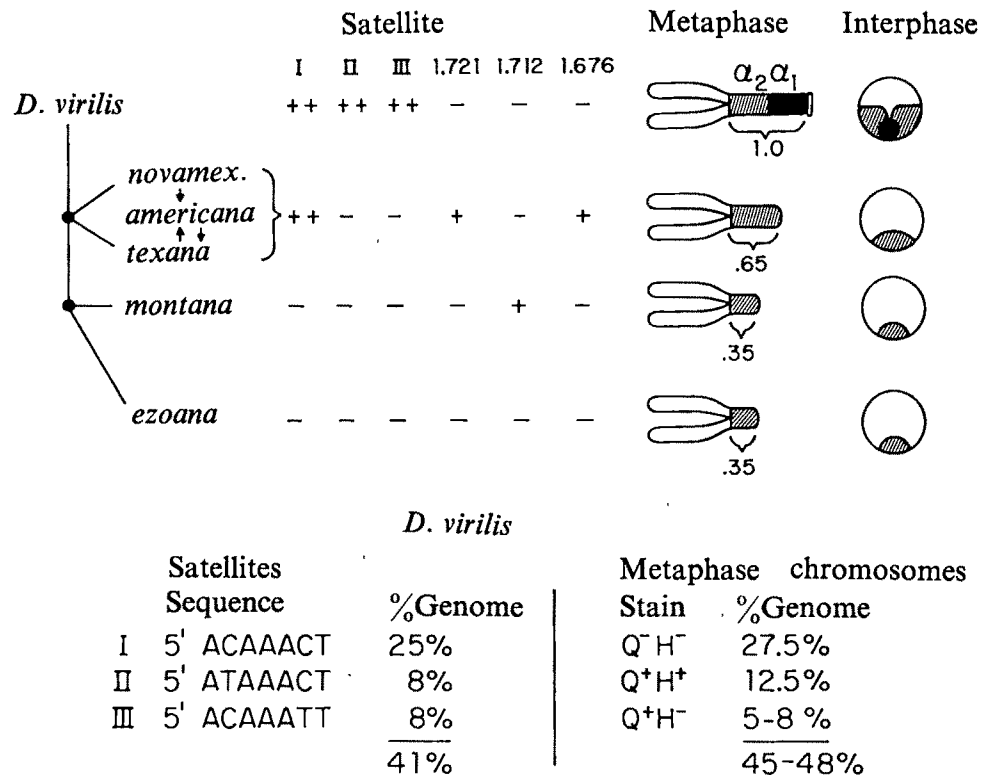 Satellite Metaphase Interphase
I II III 1.721 1.712 1.676
α₂ α₁
D. virilis ++ ++ ++ − − −
1.0
novamex.
americana ++ − − + − +
texana
.65
montana − − − − + −
.35
ezoana − − − − − −
.35
D. virilis
Satellites Metaphase chromosomes
Sequence %Genome Stain %Genome
I 5' ACAAACT 25% Q⁻H⁻ 27.5%
II 5' ATAAACT 8% Q⁺H⁺ 12.5%
III 5' ACAAATT 8% Q⁺H⁻ 5-8 %
41% 45-48%